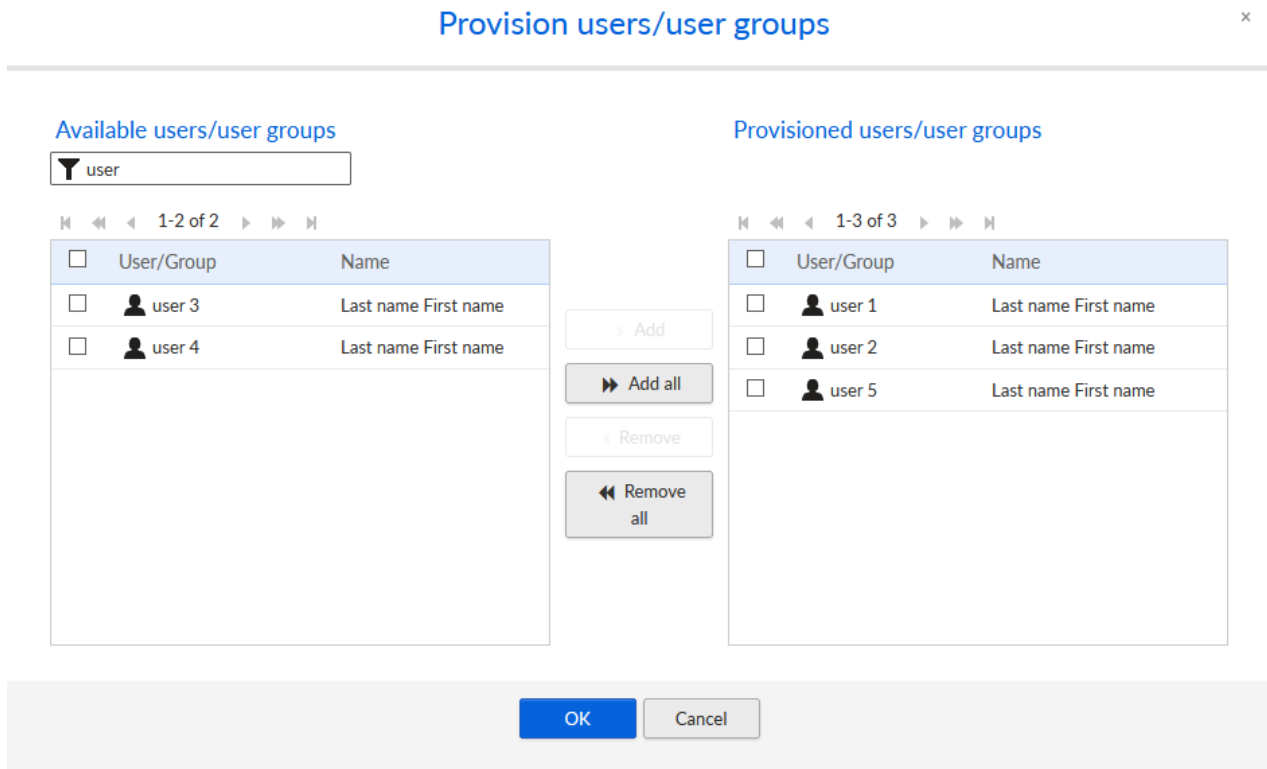 Provision users/user groups
×
Available users/user groups
user
1-2 of 2
User/Group Name
user 3 Last name First name
user 4 Last name First name
Add
Add all
Remove
Remove
all
Provisioned users/user groups
1-3 of 3
User/Group Name
user 1 Last name First name
user 2 Last name First name
user 5 Last name First name
OK
Cancel